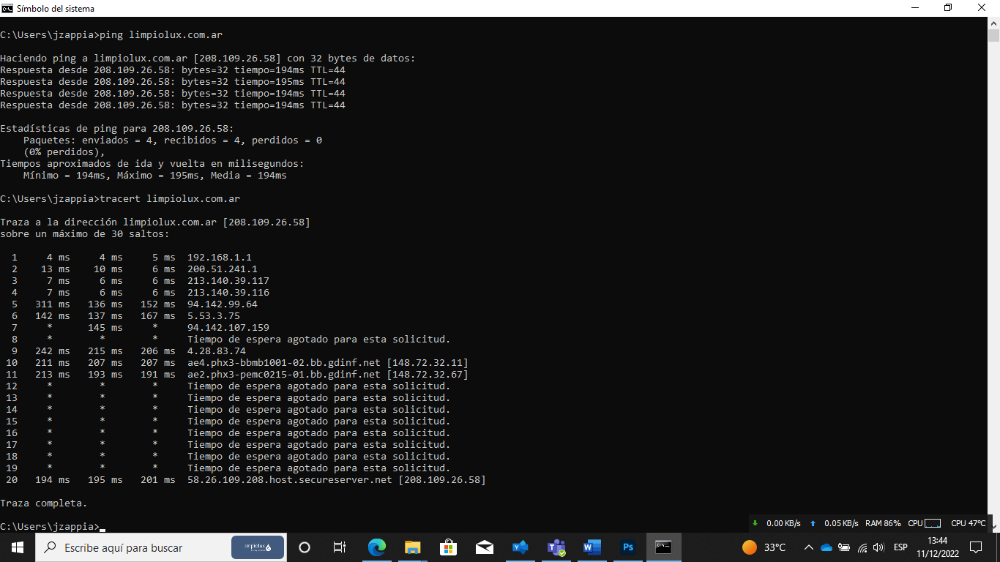 Símbolo del sistema
C:\Users\jzappia>ping limpiolux.com.ar
Haciendo ping a limpiolux.com.ar [208.109.26.58] con 32 bytes de datos:
Respuesta desde 208.109.26.58: bytes=32 tiempo=194ms TTL=44
Respuesta desde 208.109.26.58: bytes=32 tiempo=195ms TTL=44
Respuesta desde 208.109.26.58: bytes=32 tiempo=194ms TTL=44
Respuesta desde 208.109.26.58: bytes=32 tiempo=194ms TTL=44
Estadísticas de ping para 208.109.26.58:
    Paquetes: enviados = 4, recibidos = 4, perdidos = 0
    (0% perdidos),
Tiempos aproximados de ida y vuelta en milisegundos:
    Mínimo = 194ms, Máximo = 195ms, Media = 194ms
C:\Users\jzappia>tracert limpiolux.com.ar
Traza a la dirección limpiolux.com.ar [208.109.26.58]
sobre un máximo de 30 saltos:
  1     4 ms     4 ms     5 ms  192.168.1.1
  2    13 ms    10 ms     6 ms  200.51.241.1
  3     7 ms     6 ms     6 ms  213.140.39.117
  4     7 ms     6 ms     6 ms  213.140.39.116
  5   311 ms   136 ms   152 ms  94.142.99.64
  6   142 ms   137 ms   167 ms  5.53.3.75
  7     *      145 ms     *     94.142.107.159
  8     *        *        *     Tiempo de espera agotado para esta solicitud.
  9   242 ms   215 ms   206 ms  4.28.83.74
 10   211 ms   207 ms   207 ms  ae4.phx3-bbmb1001-02.bb.gdinf.net [148.72.32.11]
 11   213 ms   193 ms   191 ms  ae2.phx3-pemc0215-01.bb.gdinf.net [148.72.32.67]
 12     *        *        *     Tiempo de espera agotado para esta solicitud.
 13     *        *        *     Tiempo de espera agotado para esta solicitud.
 14     *        *        *     Tiempo de espera agotado para esta solicitud.
 15     *        *        *     Tiempo de espera agotado para esta solicitud.
 16     *        *        *     Tiempo de espera agotado para esta solicitud.
 17     *        *        *     Tiempo de espera agotado para esta solicitud.
 18     *        *        *     Tiempo de espera agotado para esta solicitud.
 19     *        *        *     Tiempo de espera agotado para esta solicitud.
 20   194 ms   195 ms   201 ms  58.26.109.208.host.secureserver.net [208.109.26.58]
Traza completa.
C:\Users\jzappia>
0.00 KB/s 0.05 KB/s RAM 86% CPU CPU 47ºC
Escribe aquí para buscar
limpiolux
Ps
33°C
ESP
13:44
11/12/2022